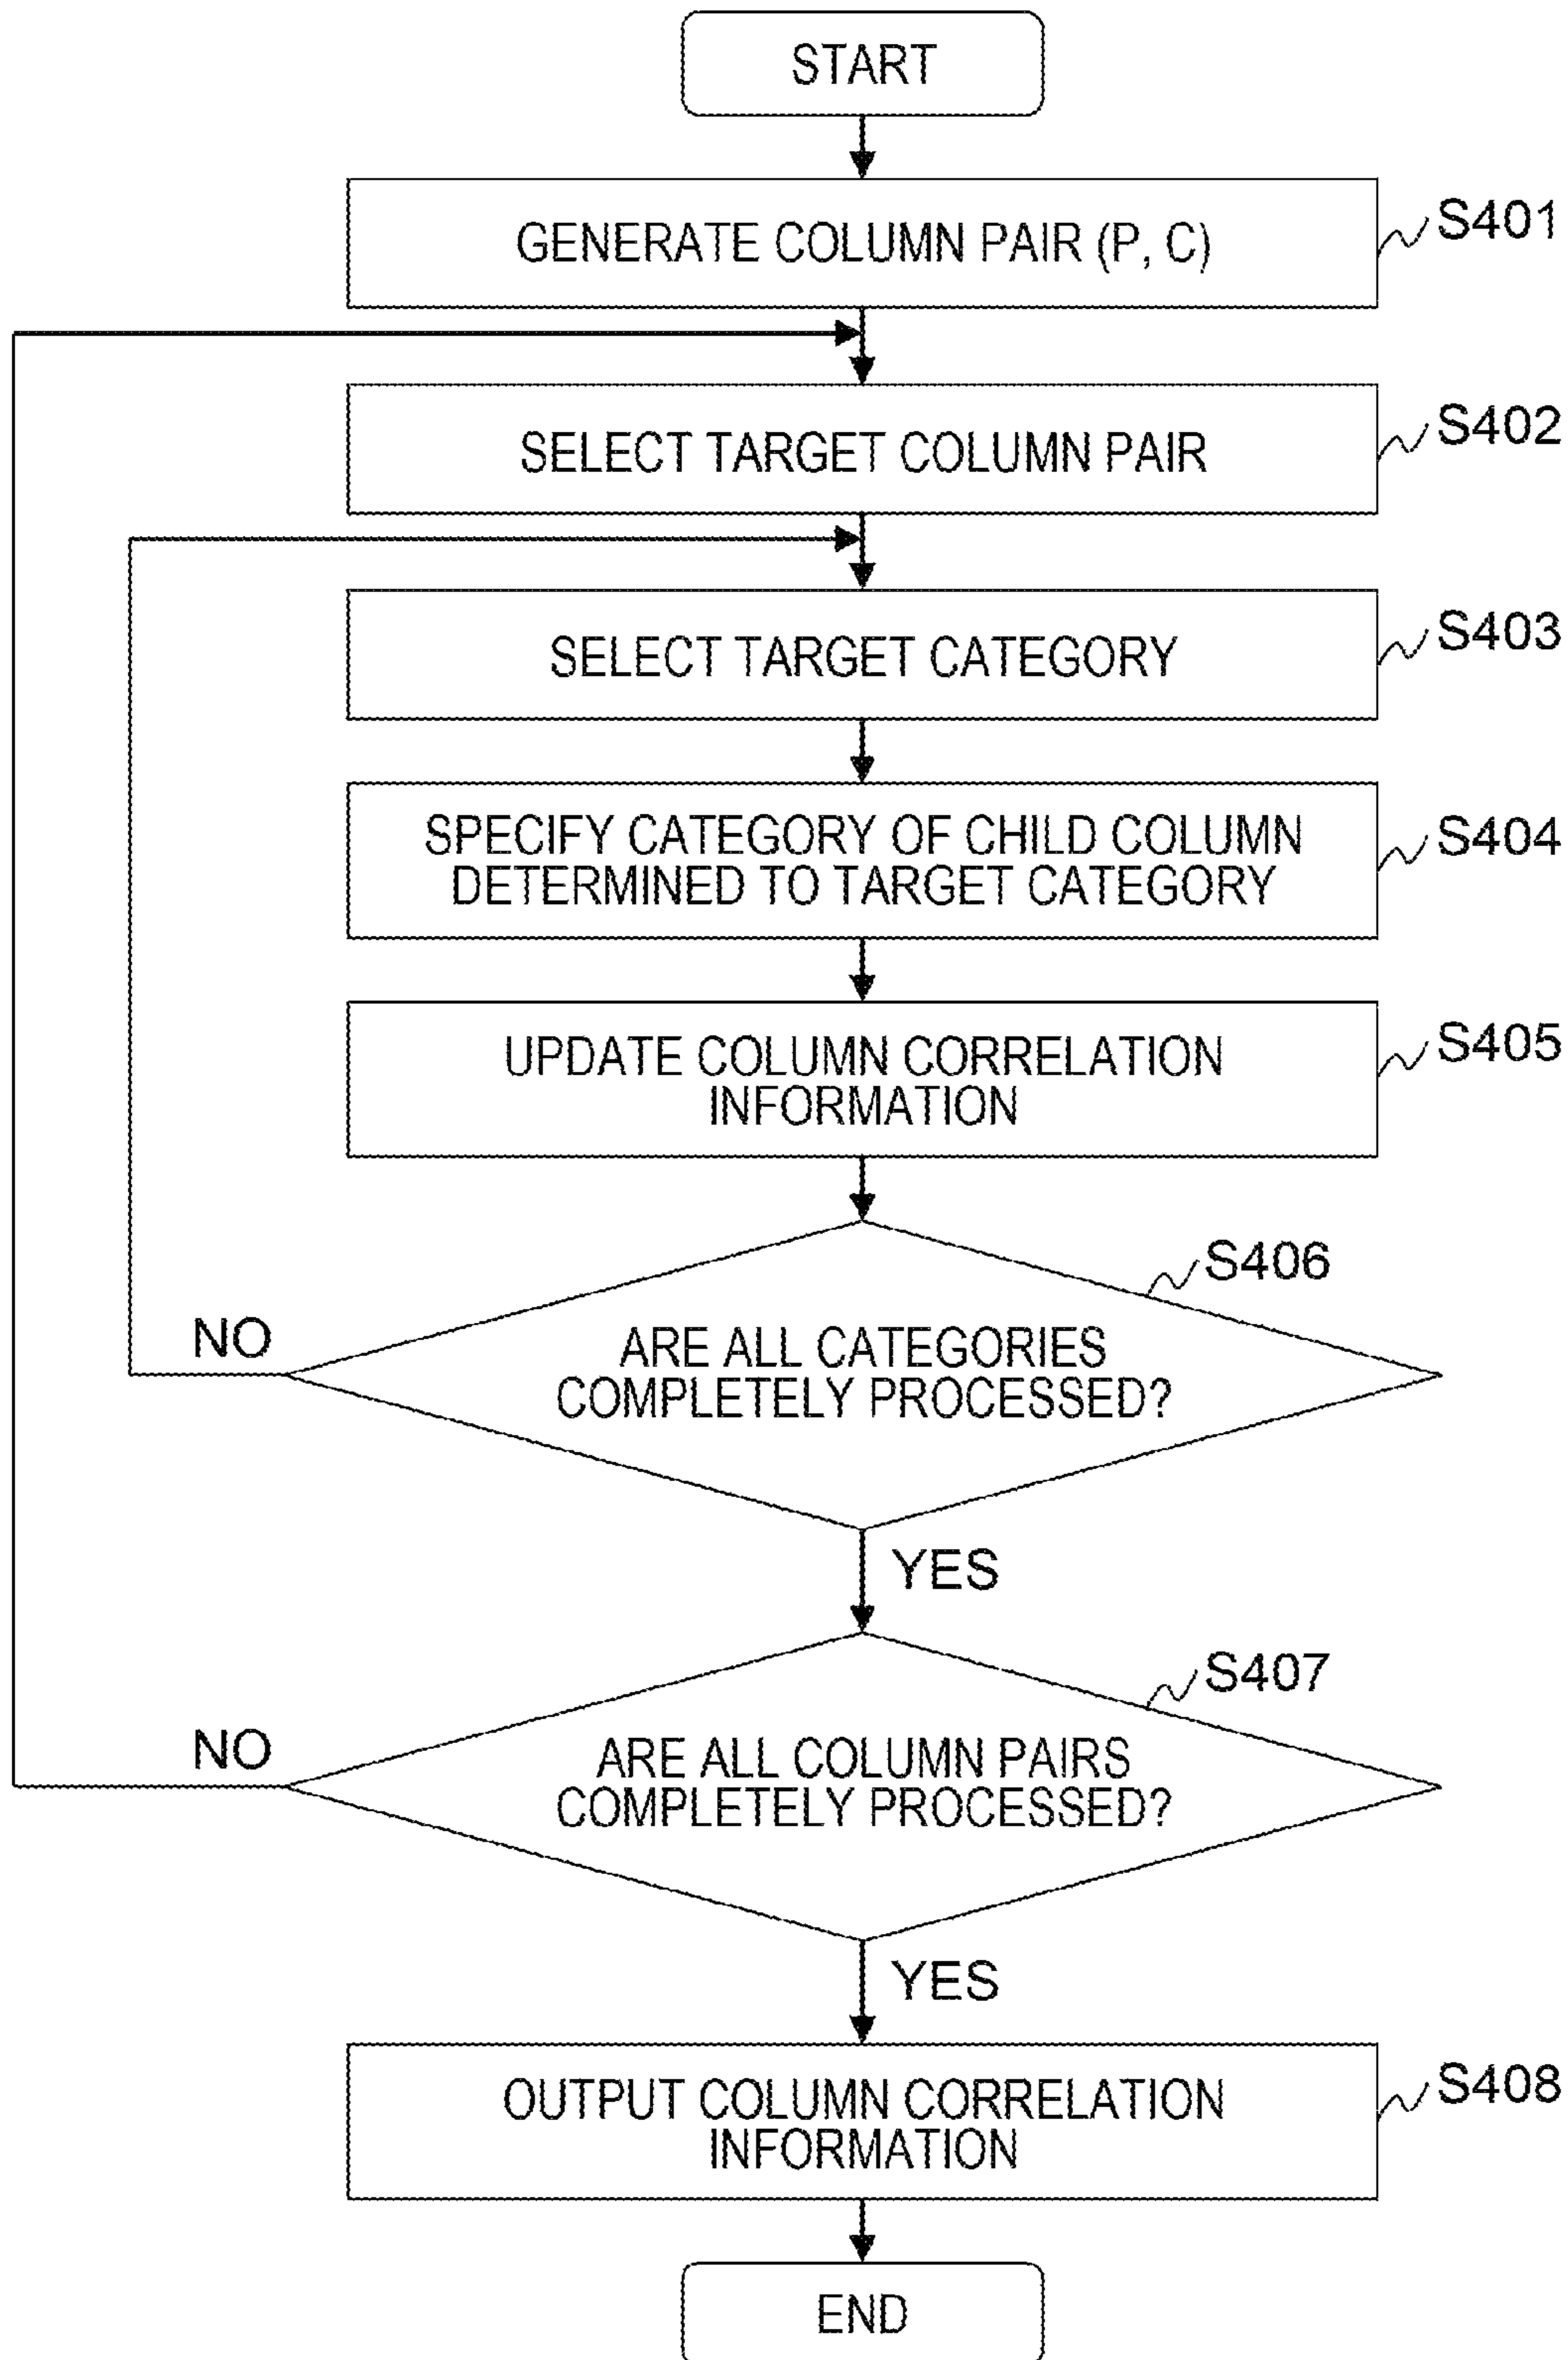 START
GENERATE COLUMN PAIR (P, C)
S401
SELECT TARGET COLUMN PAIR
S402
SELECT TARGET CATEGORY
S403
SPECIFY CATEGORY OF CHILD COLUMN
DETERMINED TO TARGET CATEGORY
S404
UPDATE COLUMN CORRELATION
INFORMATION
S405
S406
NO
ARE ALL CATEGORIES
COMPLETELY PROCESSED?
YES
S407
NO
ARE ALL COLUMN PAIRS
COMPLETELY PROCESSED?
YES
OUTPUT COLUMN CORRELATION
INFORMATION
S408
END